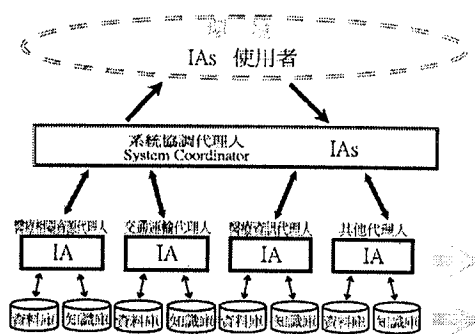 IAs 使用者
系統協調代理人
System Coordinator
IAs
醫療相關資源代理人 交通運輸代理人 醫療資訊代理人 其他代理人
IA IA IA IA
資料庫 知識庫 資料庫 知識庫 資料庫 知識庫 資料庫 知識庫